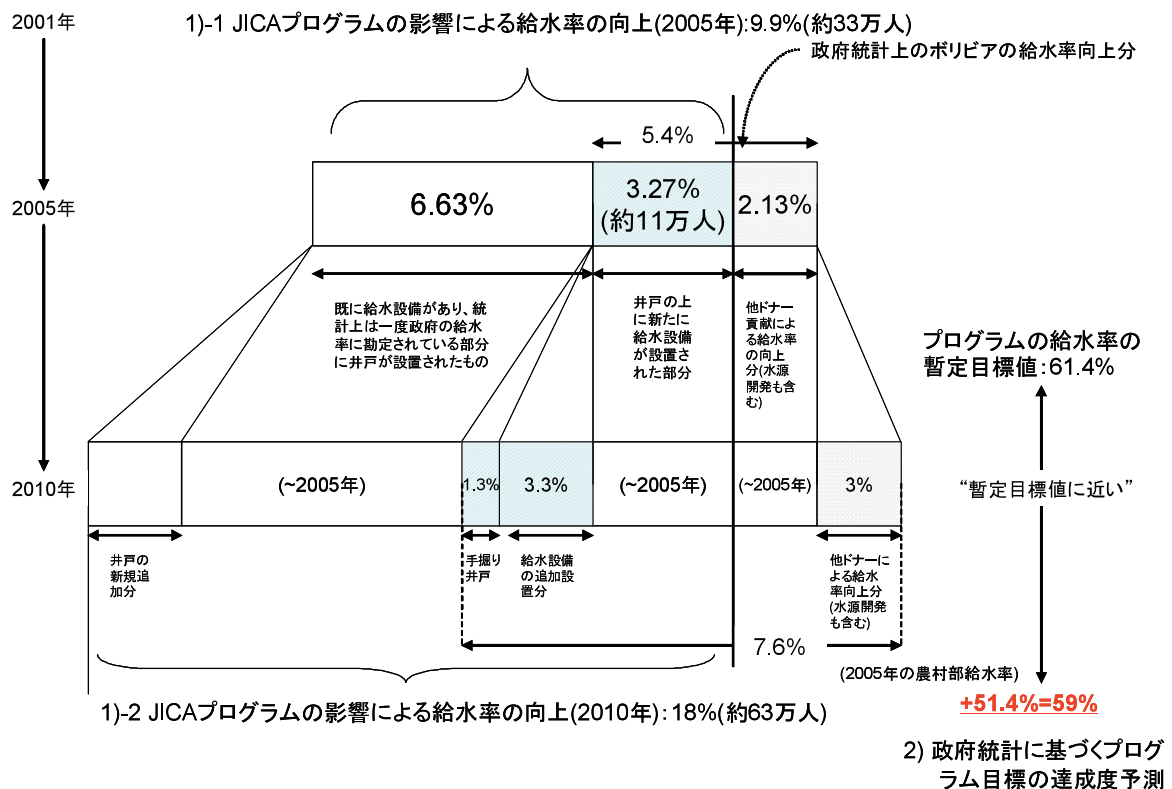 2001年
1)-1 JICAプログラムの影響による給水率の向上(2005年):9.9%(約33万人)
政府統計上のボリビアの給水率向上分
5.4%
2005年
6.63%
3.27%
(約11万人)
2.13%
既に給水設備があり、統
計上は一度政府の給水
率に勘定されている部分
に井戸が設置されたもの
井戸の上
に新たに
給水設備
が設置さ
れた部分
他ドナー
貢献によ
る給水率
の向上
分(水源
開発も含
む)
プログラムの給水率の
暫定目標値:61.4%
2010年
(~2005年)
1.3%
3.3%
(~2005年)
(~2005年)
3%
“暫定目標値に近い”
井戸の
新規追
加分
手掘り
井戸
給水設備
の追加設
置分
他ドナーに
よる給水
率向上分
(水源開発
も含む)
7.6%
(2005年の農村部給水率)
+51.4%=59%
1)-2 JICAプログラムの影響による給水率の向上(2010年):18%(約63万人)
2) 政府統計に基づくプログ
ラム目標の達成度予測